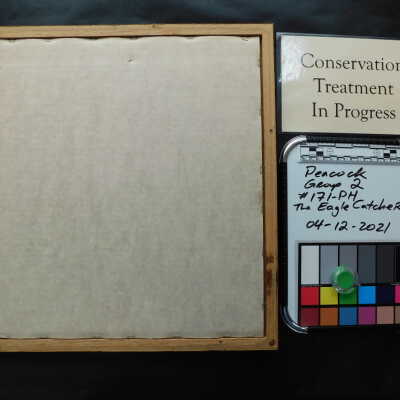 Conservation
Treatment
In Progress
Peacock
Group 2
#171-PH
The Eagle Catcher
04-12-2021